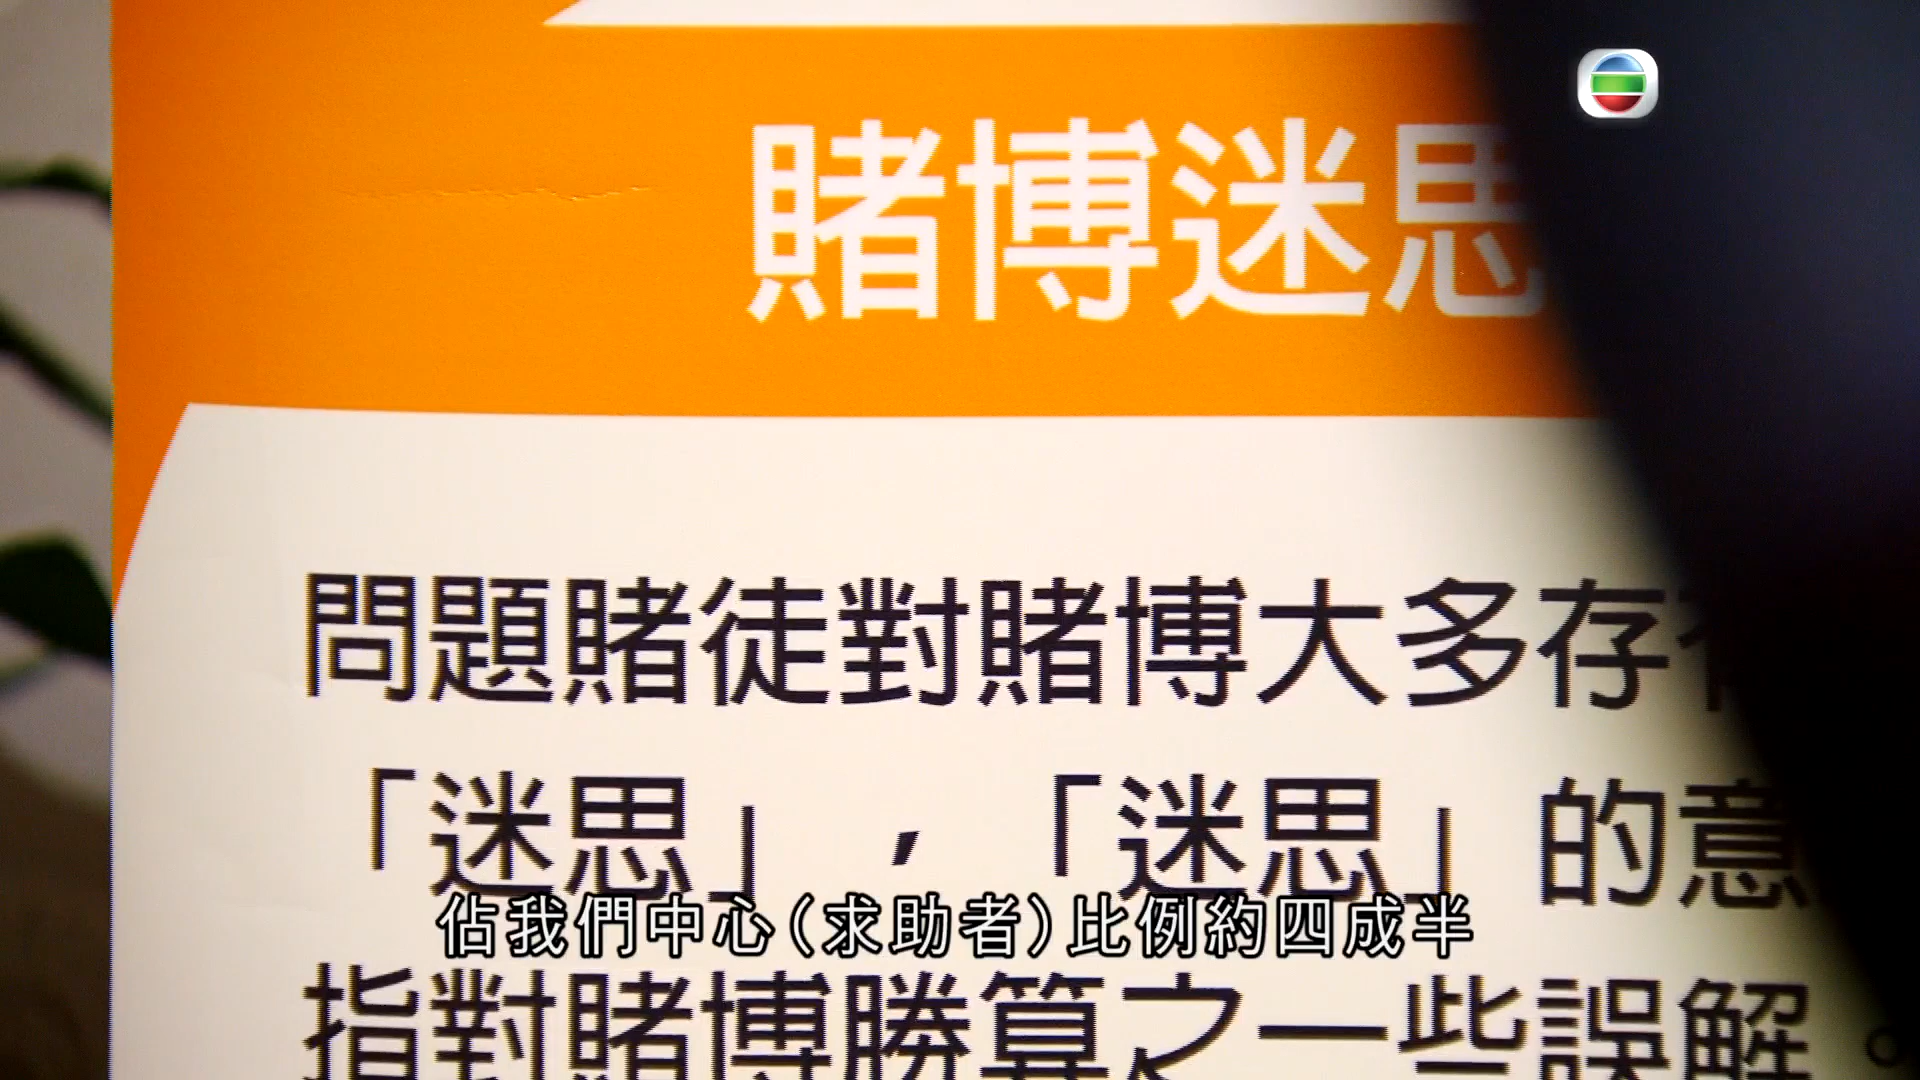 賭博迷思
問題賭徒對賭博大多存
「迷思」，「迷思」的意
佔我們中心（求助者）比例約四成半
指對賭博勝算之一些誤解。